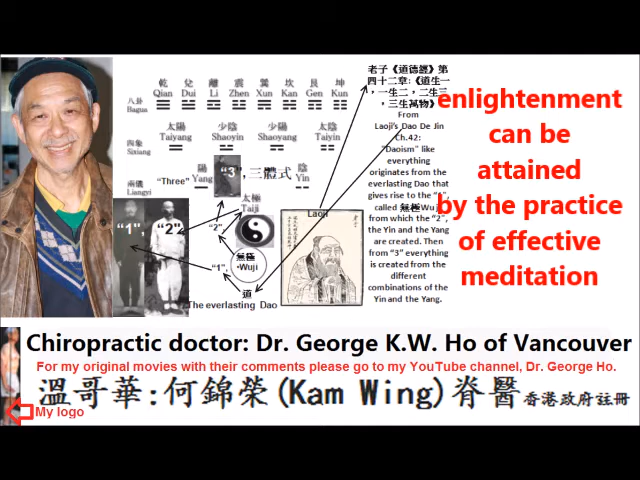 乾 兌 離 震 巽 坎 艮 坤
Qian Dui Li Zhen Xun Kan Gen Kun
八卦
Bagua
太陽 少陰 少陽 太陰
Taiyang Shaoyin Shaoyang Taiyin
四象
Sixiang
陽 陰
Yang Yin
兩儀
Liangyi
"Three"
"3", 三體式
太極
Taiji
"1", "2"
"2"
無極
•Wuji
"1",
道
The everlasting Dao
Laoji
老子《道德經》第
四十二章:《道生一
，一生二，二生三
，三生萬物》
From
Laoji's Dao De Jin
Ch.42:
"Daoism" like
everything
originates from the
everlasting Dao that
gives rise to the "1"
called 無極Wuji
from which the "2",
the Yin and the Yang
are created. Then
from "3" everything
is created from the
different
combinations of the
Yin and the Yang.
enlightenment
can be
attained
by the practice
of effective
meditation
Chiropractic doctor: Dr. George K.W. Ho of Vancouver
For my original movies with their comments please go to my YouTube channel, Dr. George Ho.
溫哥華:何錦榮(Kam Wing)脊醫香港政府註冊
My logo